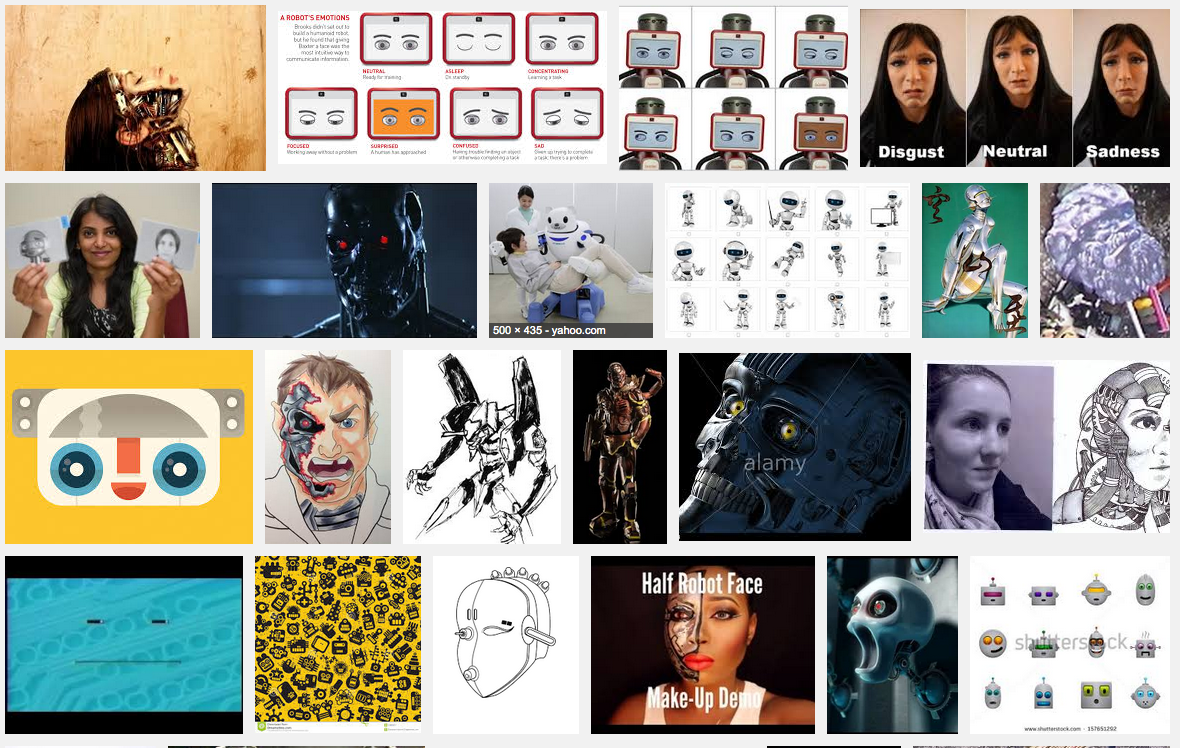 A ROBOT'S EMOTIONS
Brooks didn't set out to
build a humanoid robot,
but he found that giving
Baxter a face was the
most intuitive way to
communicate information.
NEUTRAL
Ready for training
ASLEEP
On standby
CONCENTRATING
Learning a task
FOCUSED
Working away without a problem
SURPRISED
A human has approached
CONFUSED
Having trouble finding an object
or otherwise completing a task
SAD
Given up trying to complete
a task; there's a problem
Disgust
Neutral
Sadness
500 × 435 - yahoo.com
alamy
Half Robot Face
Make-Up Demo
shutterstock
www.shutterstock.com · 157651292